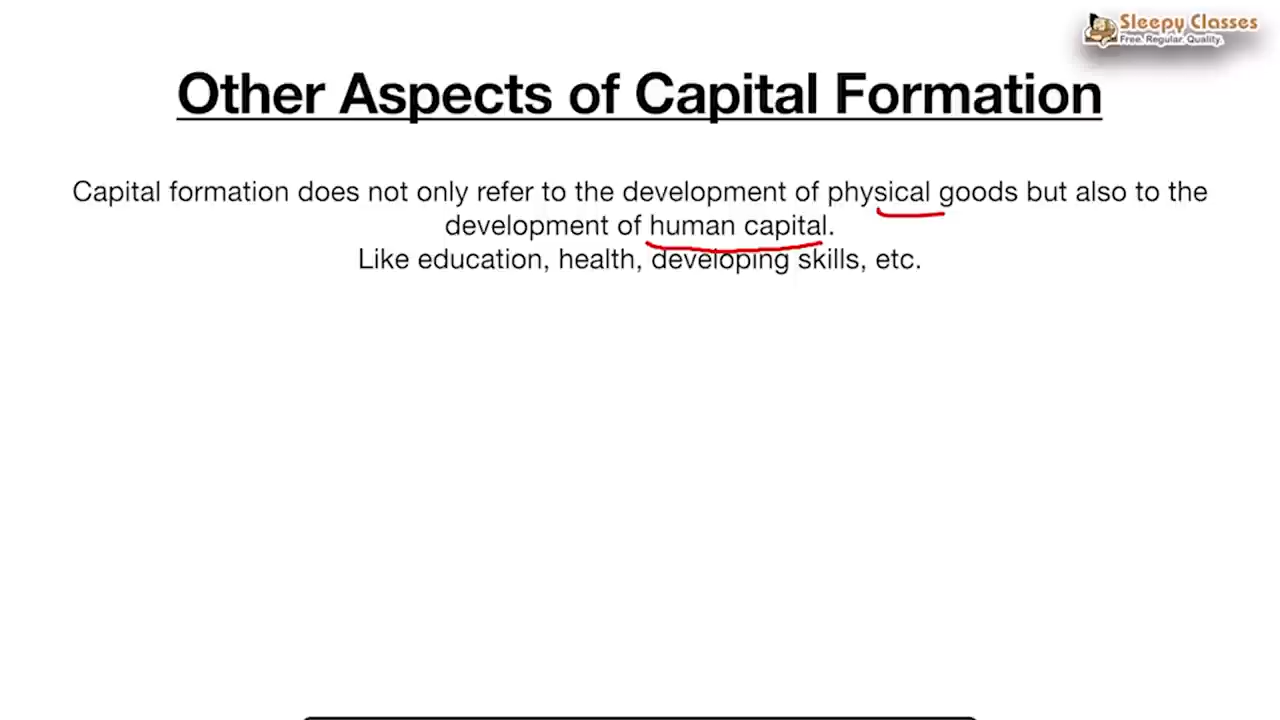 Sleepy Classes
Free. Regular. Quality.
Other Aspects of Capital Formation
Capital formation does not only refer to the development of physical goods but also to the
development of human capital.
Like education, health, developing skills, etc.